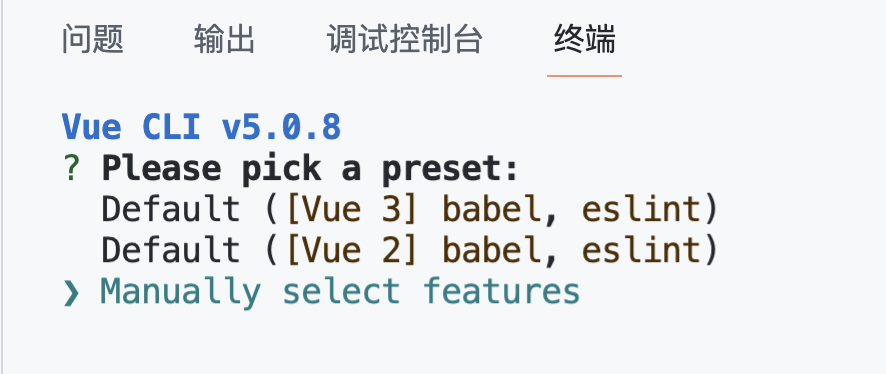 问题 输出 调试控制台 终端
Vue CLI v5.0.8
? Please pick a preset:
Default ([Vue 3] babel, eslint)
Default ([Vue 2] babel, eslint)
❯ Manually select features